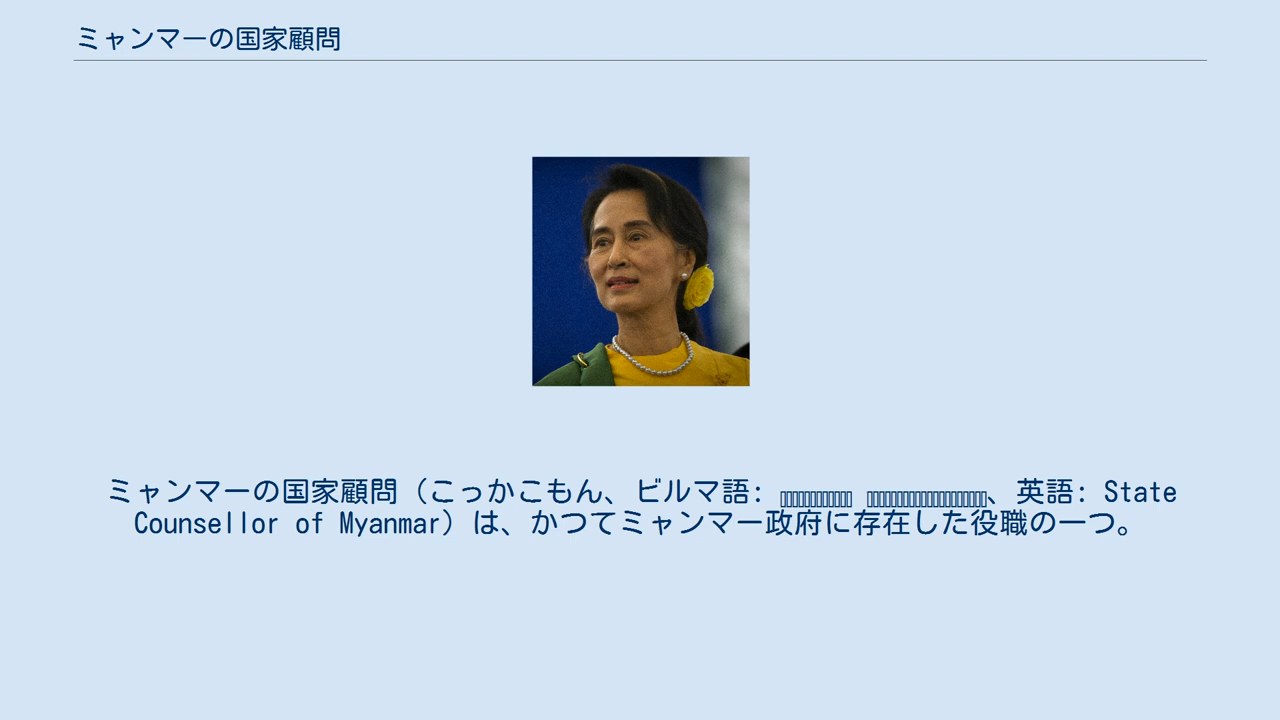 ミャンマーの国家顧問
ミャンマーの国家顧問（こっかこもん、ビルマ語: 、英語: State
Counsellor of Myanmar）は、かつてミャンマー政府に存在した役職の一つ。